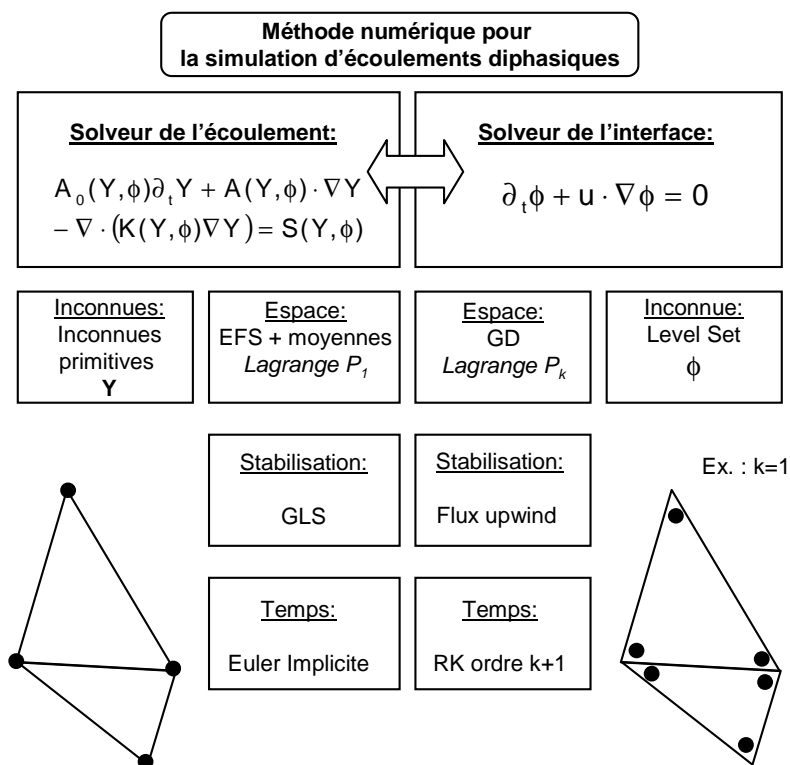 Méthode numérique pour
la simulation d'écoulements diphasiques
Solveur de l'écoulement:
A₀(Y,ϕ)∂ₜY + A(Y,ϕ) · ∇Y
− ∇ · (K(Y,ϕ)∇Y) = S(Y,ϕ)
Solveur de l'interface:
∂ₜϕ + u · ∇ϕ = 0
Inconnues:
Inconnues
primitives
Y
Espace:
EFS + moyennes
Lagrange P₁
Espace:
GD
Lagrange Pₖ
Inconnue:
Level Set
ϕ
Stabilisation:
GLS
Stabilisation:
Flux upwind
Ex. : k=1
Temps:
Euler Implicite
Temps:
RK ordre k+1